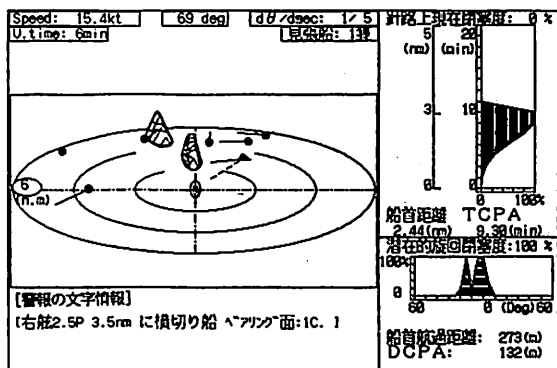 Speed: 15.4kt
69 deg
dθ/dsec: 1/ 5
V.time: 6min
見張船: 13隻
6
(n.m)
[警報の文字情報]
[右舷2.5P 3.5nm に横切り船 ベアリング面:1C. ]
針路上現在閉塞度: 0 %
5
(nm)
20
(min)
3
10
0
0
0
100%
船首距離 TCPA
2.44(nm) 9.30(min)
潜在的旋回閉塞度:100 %
100%
0
60 0 (Deg)60
船首航過距離: 273(m)
DCPA: 132(m)